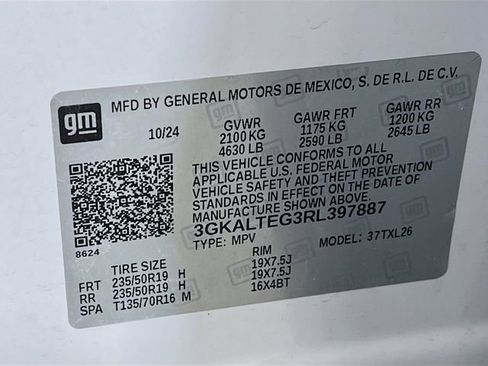 gm MFD BY GENERAL MOTORS DE MEXICO, S. DE R.L. DE C.V.
10/24 GVWR GAWR FRT GAWR RR
2100 KG 1175 KG 1200 KG
4630 LB 2590 LB 2645 LB
THIS VEHICLE CONFORMS TO ALL
APPLICABLE U.S. FEDERAL MOTOR
VEHICLE SAFETY AND THEFT PREVENTION
STANDARDS IN EFFECT ON THE DATE OF
MANUFACTURE SHOWN ABOVE.
3GKALTEG3RL397887
8624 TYPE: MPV MODEL: 37TXL26
TIRE SIZE RIM
FRT 235/50R19 H 19X7.5J
RR 235/50R19 H 19X7.5J
SPA T135/70R16 M 16X4BT